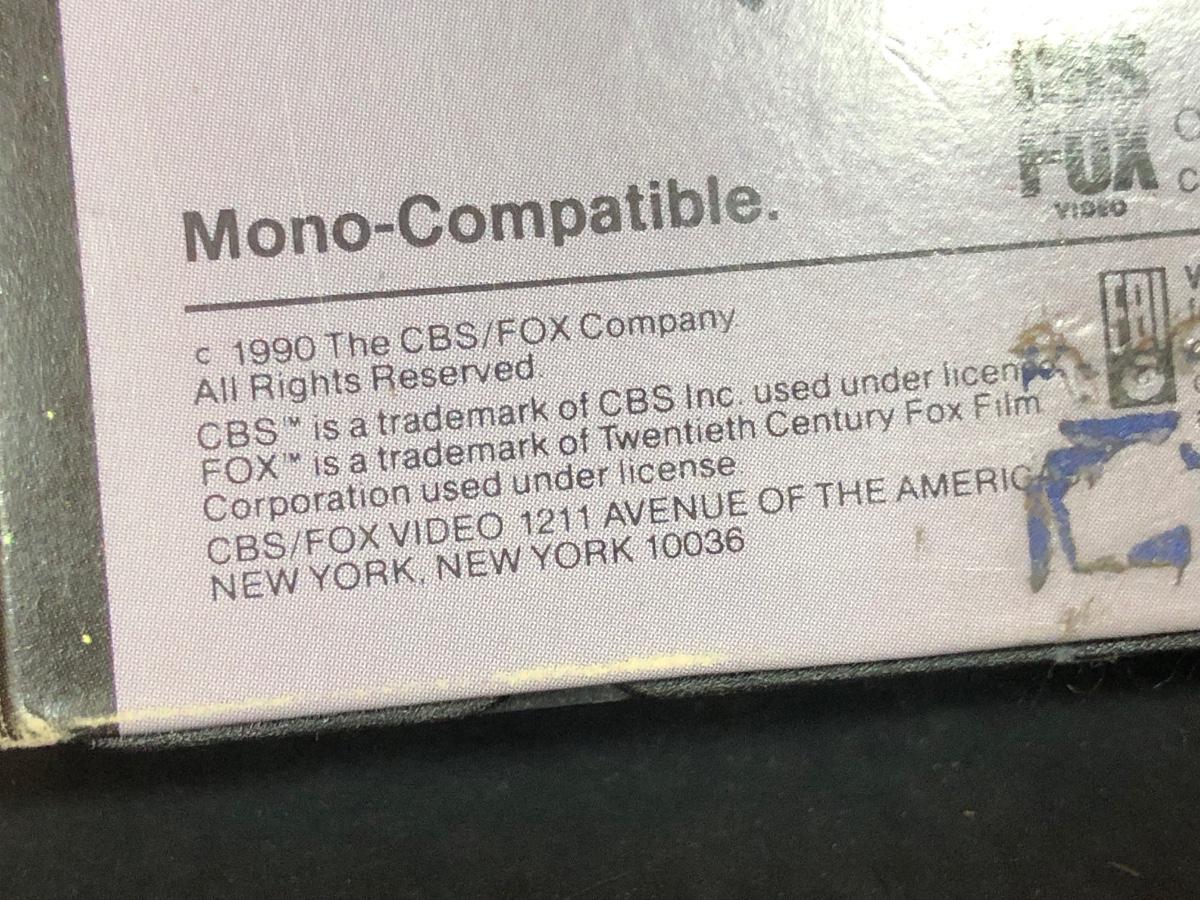 CBS
FOX
VIDEO
Mono-Compatible.
c 1990 The CBS/FOX Company
All Rights Reserved.
CBS™ is a trademark of CBS Inc. used under
FOX™ is a trademark of Twentieth Century Fox Film
Corporation used under license
CBS/FOX VIDEO 1211 AVENUE OF THE
NEW YORK, NEW YORK 10036